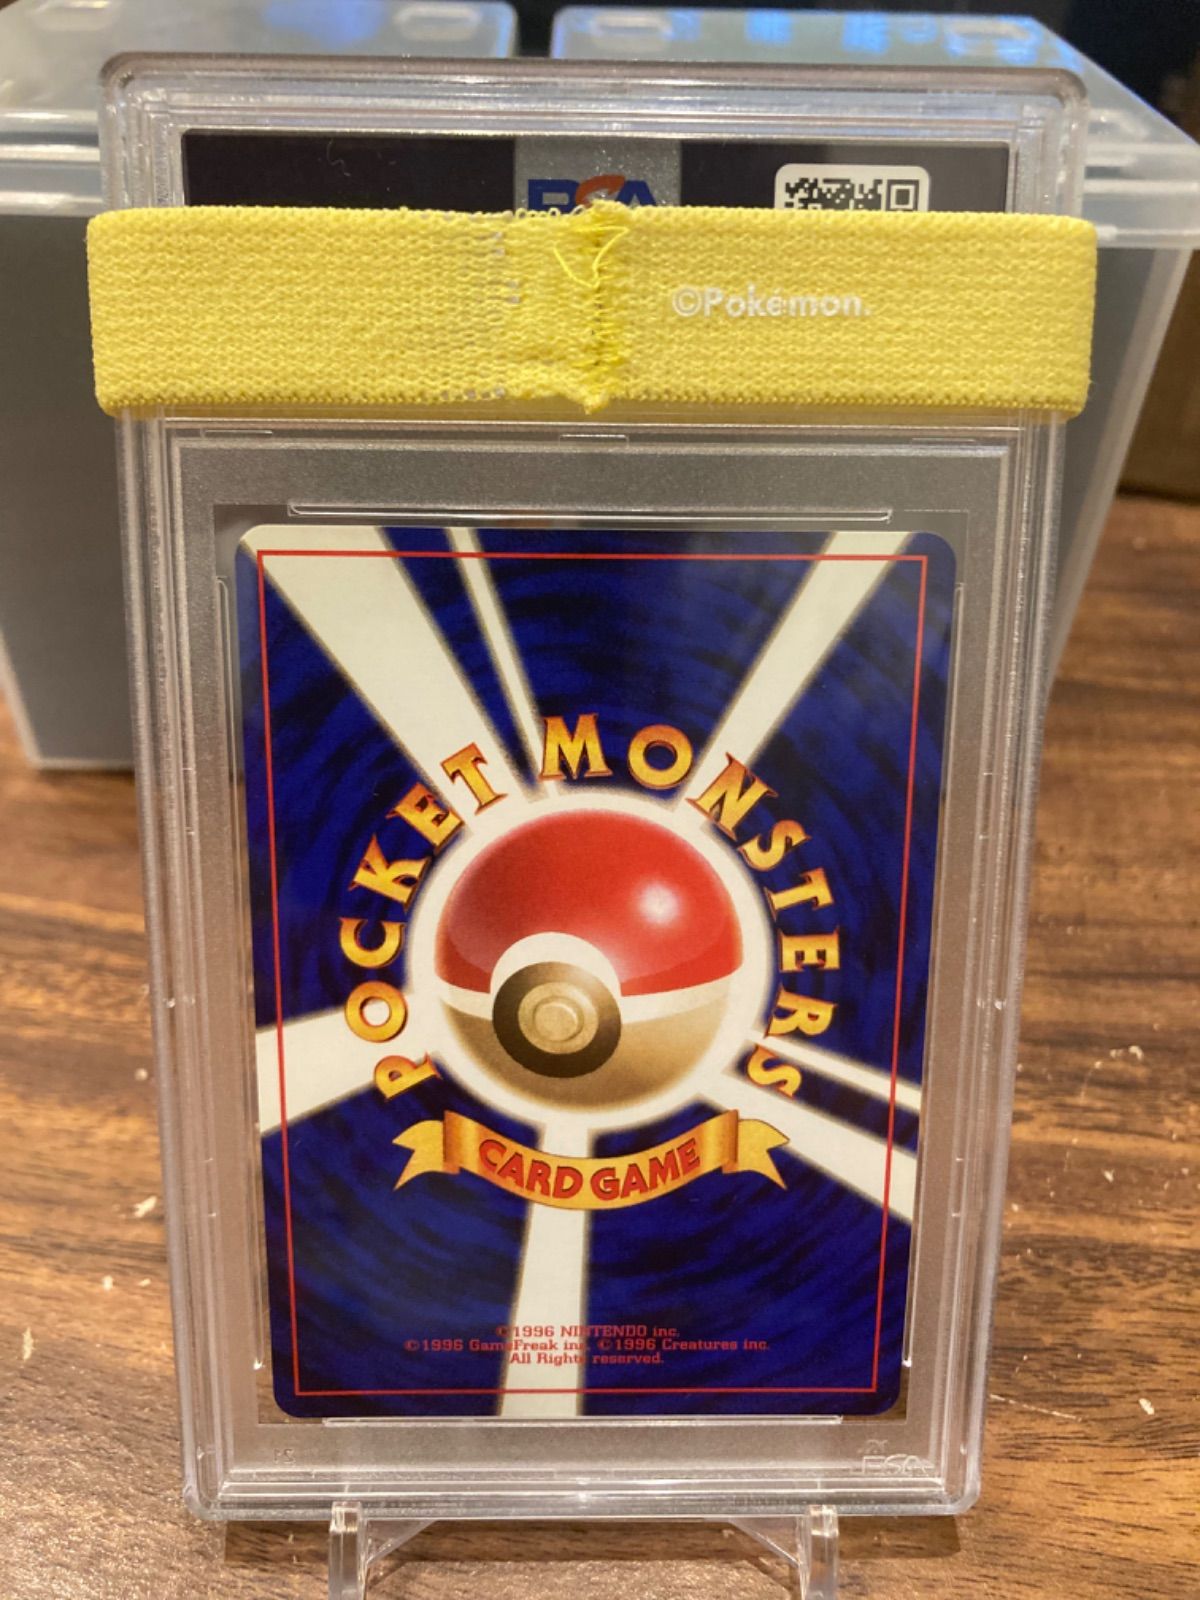 PSA
©Pokémon.
POCKET MONSTERS
CARD GAME
©1996 NINTENDO inc.
©1996 GameFreak inc. ©1996 Creatures inc.
All Rights reserved.
PSA